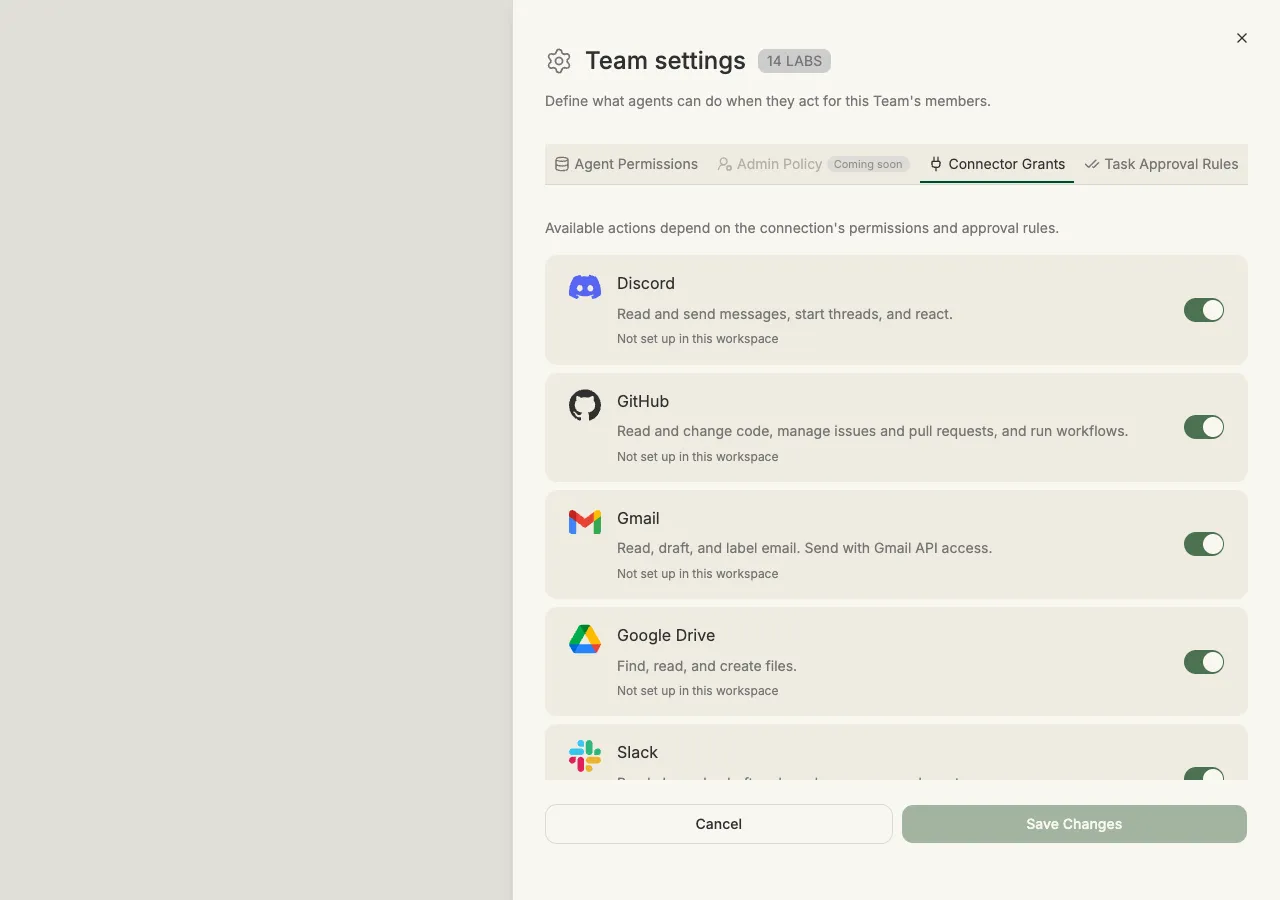 Team settings 14 LABS
Define what agents can do when they act for this Team's members.
Agent Permissions Admin Policy Coming soon Connector Grants Task Approval Rules
Available actions depend on the connection's permissions and approval rules.
Discord
Read and send messages, start threads, and react.
Not set up in this workspace
GitHub
Read and change code, manage issues and pull requests, and run workflows.
Not set up in this workspace
Gmail
Read, draft, and label email. Send with Gmail API access.
Not set up in this workspace
Google Drive
Find, read, and create files.
Not set up in this workspace
Slack
Cancel Save Changes